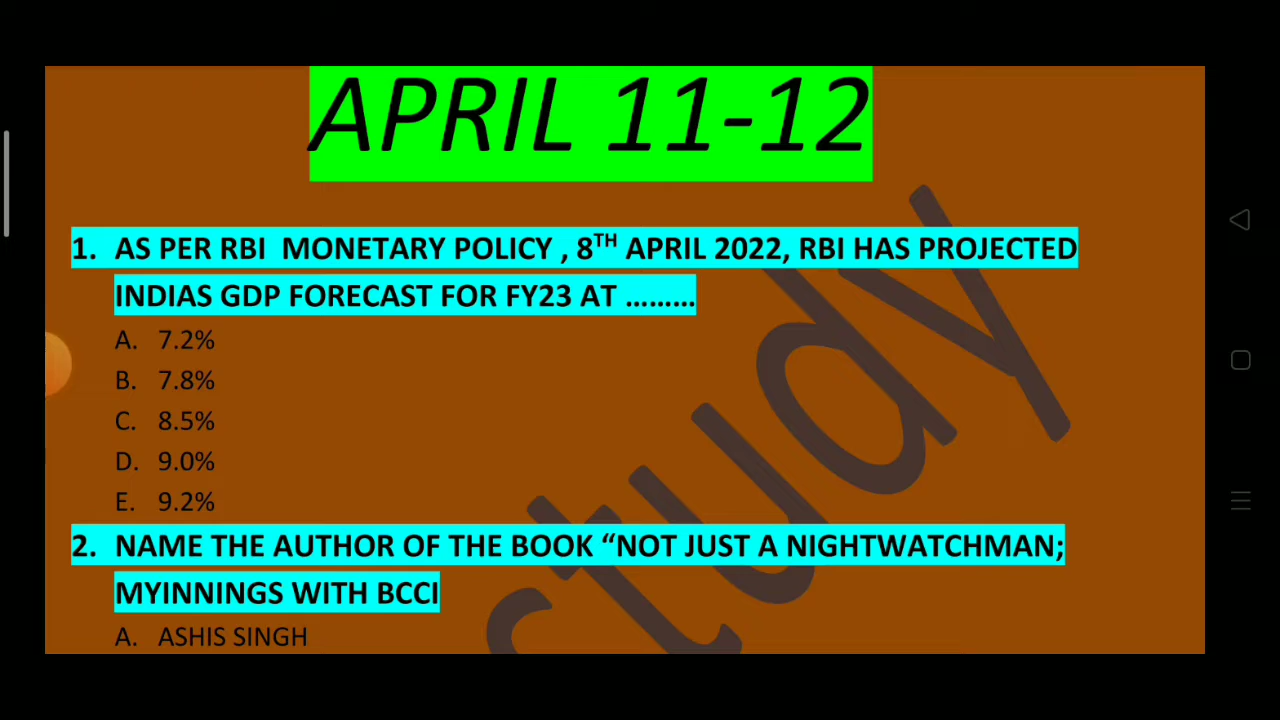 APRIL 11-12
1. AS PER RBI MONETARY POLICY , 8TH APRIL 2022, RBI HAS PROJECTED
INDIAS GDP FORECAST FOR FY23 AT .........
A. 7.2%
B. 7.8%
C. 8.5%
D. 9.0%
E. 9.2%
2. NAME THE AUTHOR OF THE BOOK “NOT JUST A NIGHTWATCHMAN;
MYINNINGS WITH BCCI
A. ASHIS SINGH
study